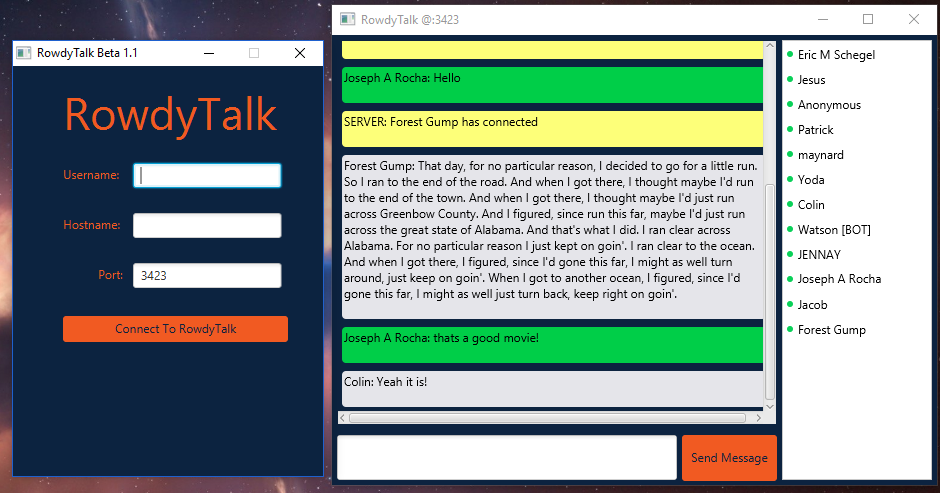 RowdyTalk Beta 1.1
RowdyTalk
Username:
Hostname:
Port:
3423
Connect To RowdyTalk
RowdyTalk @:3423
Joseph A Rocha: Hello
SERVER: Forest Gump has connected
Forest Gump: That day, for no particular reason, I decided to go for a little run.
So I ran to the end of the road. And when I got there, I thought maybe I'd run
to the end of the town. And when I got there, I thought maybe I'd just run
across Greenbow County. And I figured, since run this far, maybe I'd just run
across the great state of Alabama. And that's what I did. I ran clear across
Alabama. For no particular reason I just kept on goin'. I ran clear to the ocean.
And when I got there, I figured, since I'd gone this far, I might as well turn
around, just keep on goin'. When I got to another ocean, I figured, since I'd
gone this far, I might as well just turn back, keep right on goin'.
Joseph A Rocha: thats a good movie!
Colin: Yeah it is!
Send Message
Eric M Schegel
Jesus
Anonymous
Patrick
maynard
Yoda
Colin
Watson [BOT]
JENNAY
Joseph A Rocha
Jacob
Forest Gump